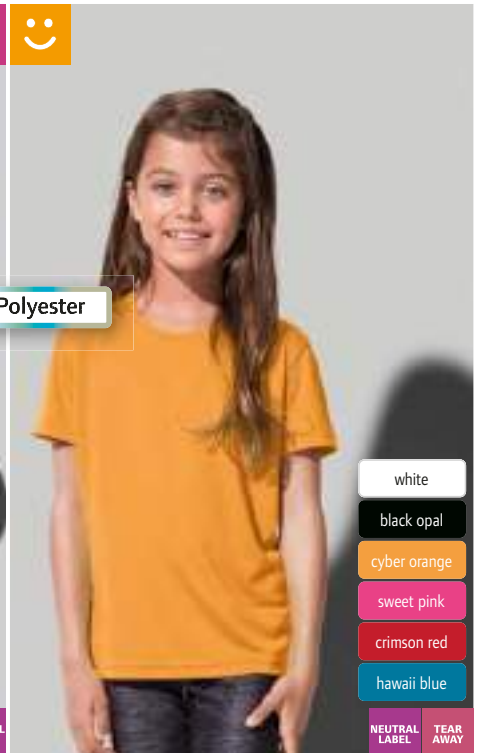 Polyester
white
black opal
cyber orange
sweet pink
crimson red
hawaii blue
NEUTRAL LABEL
TEAR AWAY